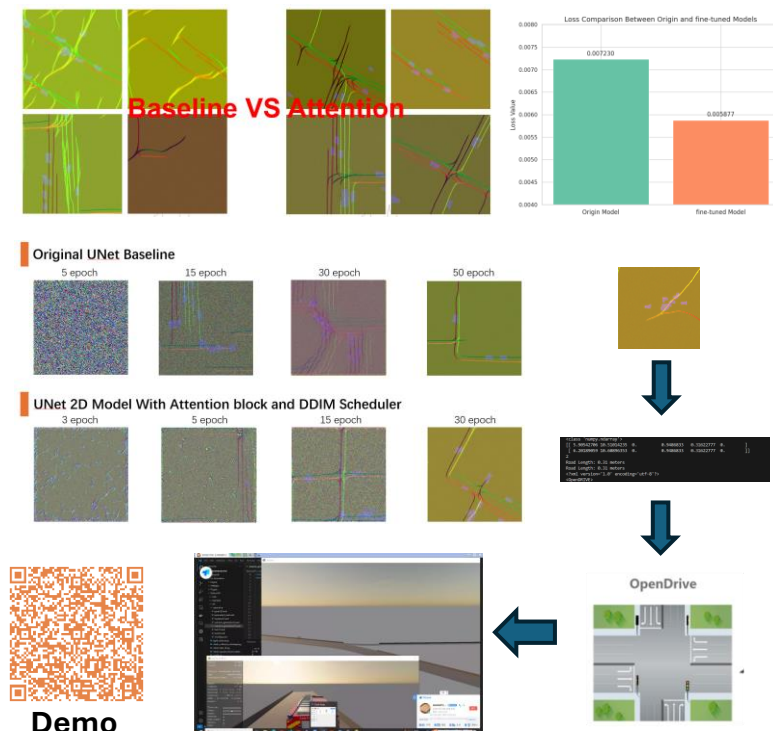 Baseline VS Attention
Loss Comparison Between Origin and fine-tuned Models
Loss Value
0.0080
0.0075
0.0070
0.0065
0.0060
0.0055
0.0050
0.0045
0.0040
0.007230
0.005877
Origin Model
fine-tuned Model
Original UNet Baseline
5 epoch
15 epoch
30 epoch
50 epoch
UNet 2D Model With Attention block and DDIM Scheduler
3 epoch
5 epoch
15 epoch
30 epoch
<class 'numpy.ndarray'>
2
Road Length: 0.31 meters
Road Length: 0.31 meters
<?xml version="1.0" encoding="utf-8"?>
<OpenDRIVE>
OpenDrive
Demo